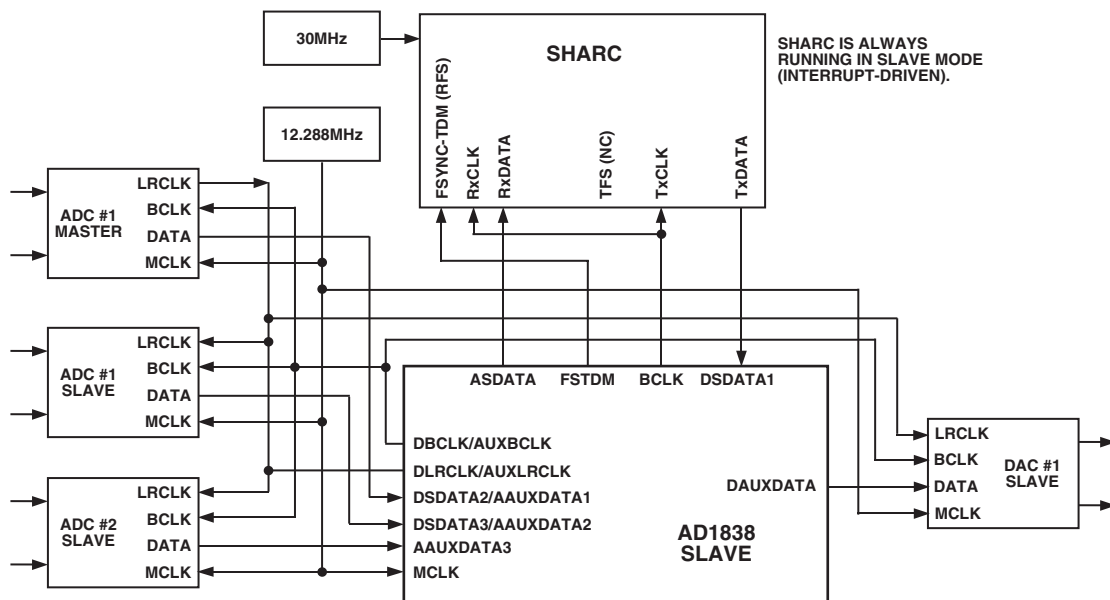 30MHz
SHARC
SHARC IS ALWAYS
RUNNING IN SLAVE MODE
(INTERRUPT-DRIVEN).
12.288MHz
FSYNC-TDM (RFS)
RxCLK
RxDATA
TFS (NC)
TxCLK
TxDATA
ADC #1
MASTER
LRCLK
BCLK
DATA
MCLK
ADC #1
SLAVE
LRCLK
BCLK
DATA
MCLK
ADC #2
SLAVE
LRCLK
BCLK
DATA
MCLK
ASDATA
FSTDM
BCLK
DSDATA1
DBCLK/AUXBCLK
DLRCLK/AUXLRCLK
DSDATA2/AAUXDATA1
DSDATA3/AAUXDATA2
AAUXDATA3
MCLK
DAUXDATA
AD1838
SLAVE
LRCLK
BCLK
DATA
MCLK
DAC #1
SLAVE